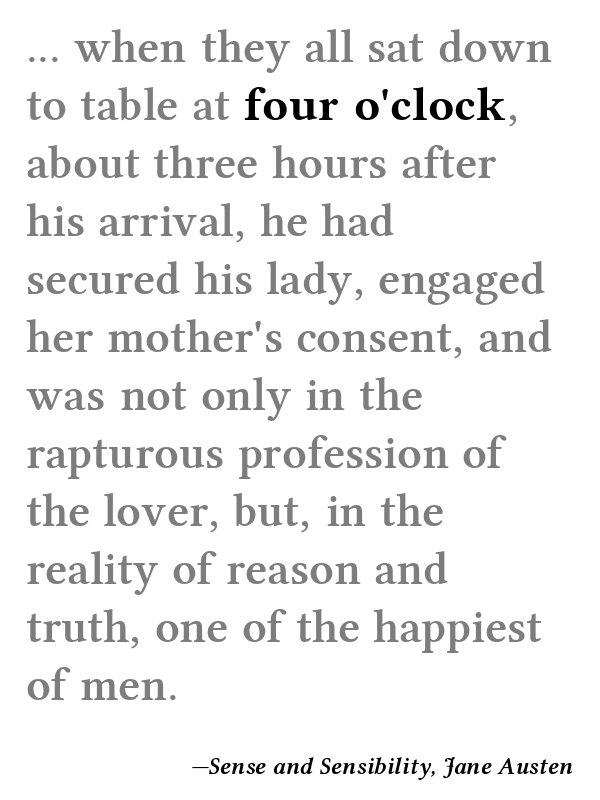 ... when they all sat down
to table at four o'clock,
about three hours after
his arrival, he had
secured his lady, engaged
her mother's consent, and
was not only in the
rapturous profession of
the lover, but, in the
reality of reason and
truth, one of the happiest
of men.
—Sense and Sensibility, Jane Austen